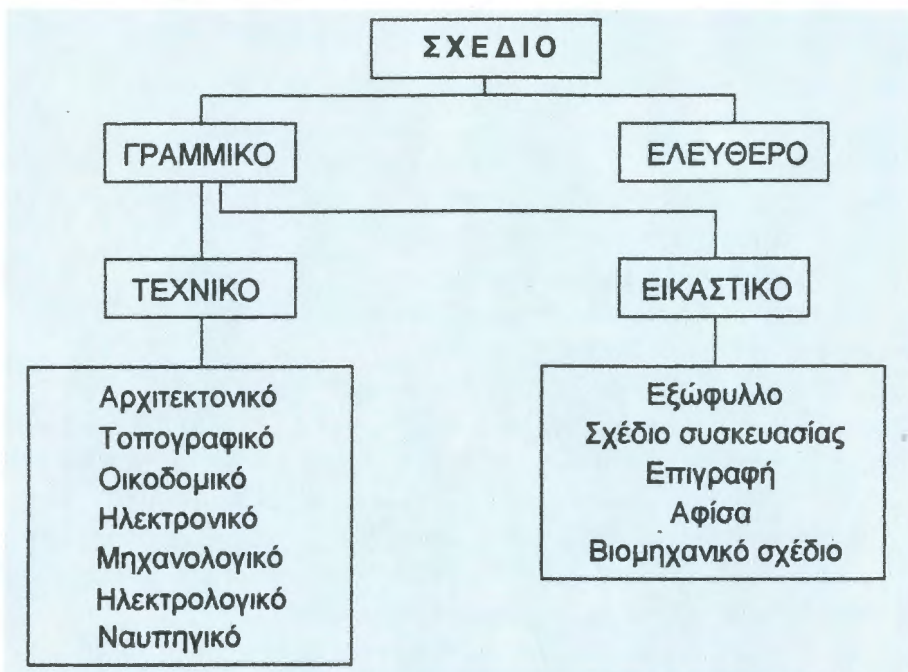 ΣΧΕΔΙΟ
ΓΡΑΜΜΙΚΟ
ΕΛΕΥΘΕΡΟ
ΤΕΧΝΙΚΟ
ΕΙΚΑΣΤΙΚΟ
Αρχιτεκτονικό
Τοπογραφικό
Οικοδομικό
Ηλεκτρονικό
Μηχανολογικό
Ηλεκτρολογικό
Ναυπηγικό
Εξώφυλλο
Σχέδιο συσκευασίας
Επιγραφή
Αφίσα
Βιομηχανικό σχέδιο